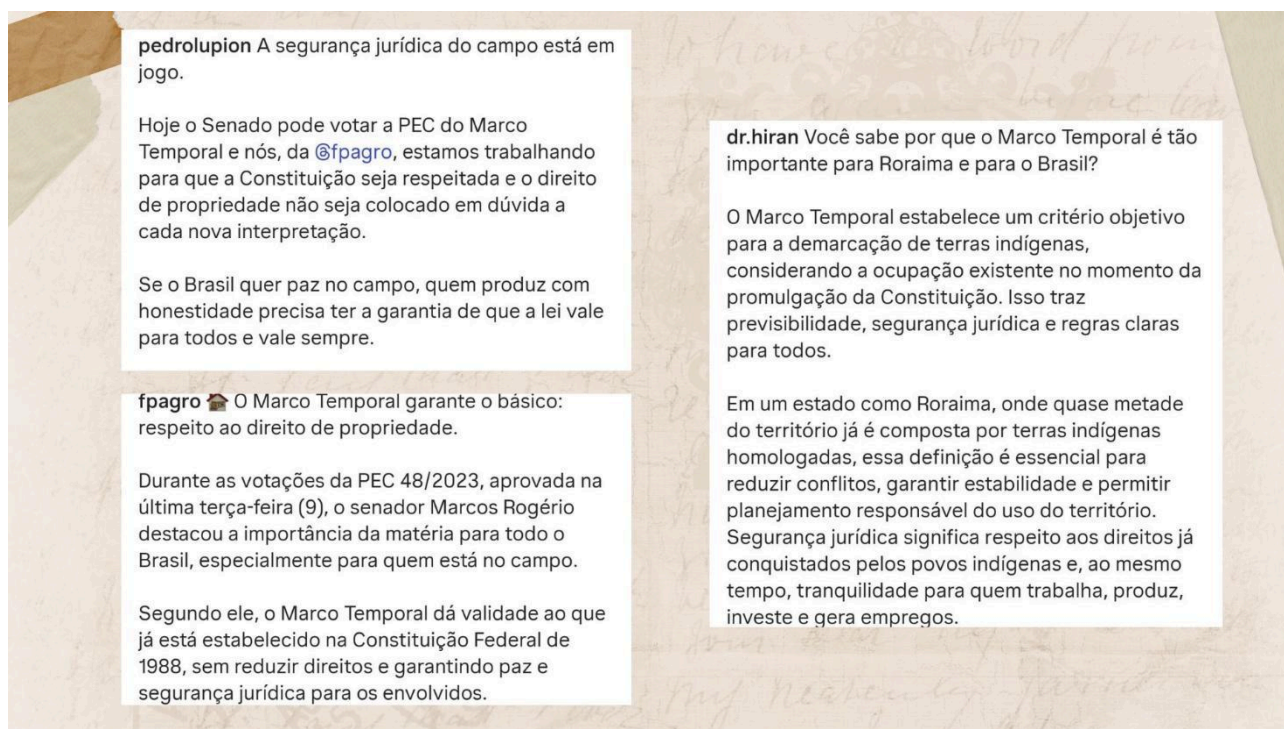 pedrolupion A segurança jurídica do campo está em
jogo.
Hoje o Senado pode votar a PEC do Marco
Temporal e nós, da @fpagro, estamos trabalhando
para que a Constituição seja respeitada e o direito
de propriedade não seja colocado em dúvida a
cada nova interpretação.
Se o Brasil quer paz no campo, quem produz com
honestidade precisa ter a garantia de que a lei vale
para todos e vale sempre.
fpagro 🏠 O Marco Temporal garante o básico:
respeito ao direito de propriedade.
Durante as votações da PEC 48/2023, aprovada na
última terça-feira (9), o senador Marcos Rogério
destacou a importância da matéria para todo o
Brasil, especialmente para quem está no campo.
Segundo ele, o Marco Temporal dá validade ao que
já está estabelecido na Constituição Federal de
1988, sem reduzir direitos e garantindo paz e
segurança jurídica para os envolvidos.
dr.hiran Você sabe por que o Marco Temporal é tão
importante para Roraima e para o Brasil?
O Marco Temporal estabelece um critério objetivo
para a demarcação de terras indígenas,
considerando a ocupação existente no momento da
promulgação da Constituição. Isso traz
previsibilidade, segurança jurídica e regras claras
para todos.
Em um estado como Roraima, onde quase metade
do território já é composta por terras indígenas
homologadas, essa definição é essencial para
reduzir conflitos, garantir estabilidade e permitir
planejamento responsável do uso do território.
Segurança jurídica significa respeito aos direitos já
conquistados pelos povos indígenas e, ao mesmo
tempo, tranquilidade para quem trabalha, produz,
investe e gera empregos.